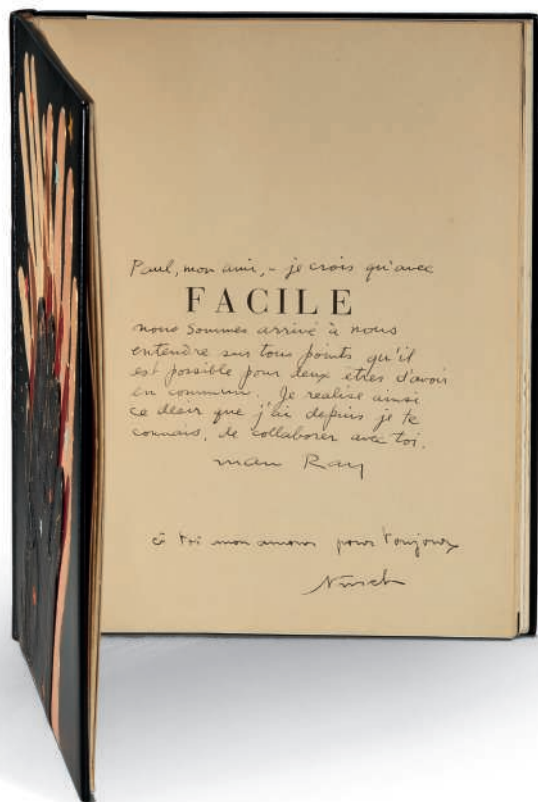 Paul, mon ami, - je crois qu'avec
FACILE
nous sommes arrivé à nous
entendre sur tous points qu'il
est possible pour deux êtres d'avoir
en commun. Je realise ainsi
ce désir que j'ai depuis je te
connais, de collaborer avec toi.
man Ray
à toi mon amour pour toujours
Nusch